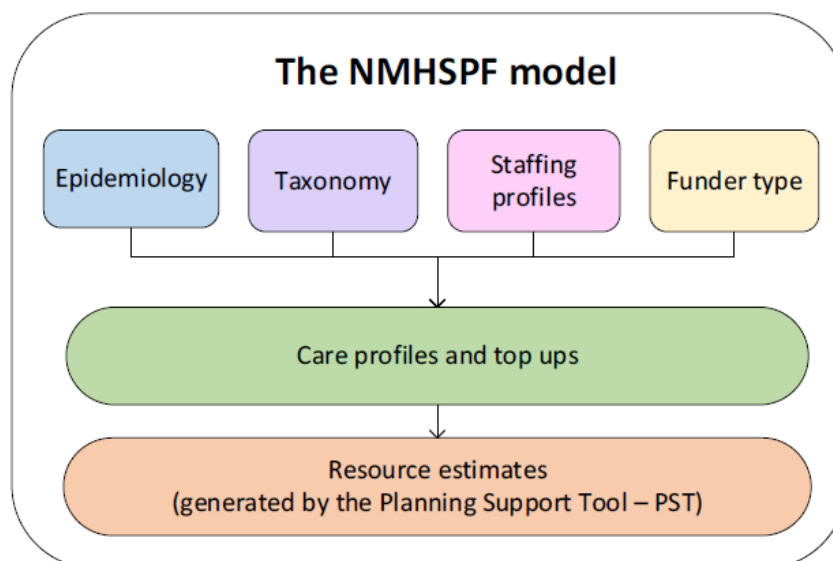 The NMHSPF model
Epidemiology
Taxonomy
Staffing
profiles
Funder type
Care profiles and top ups
Resource estimates
(generated by the Planning Support Tool – PST)